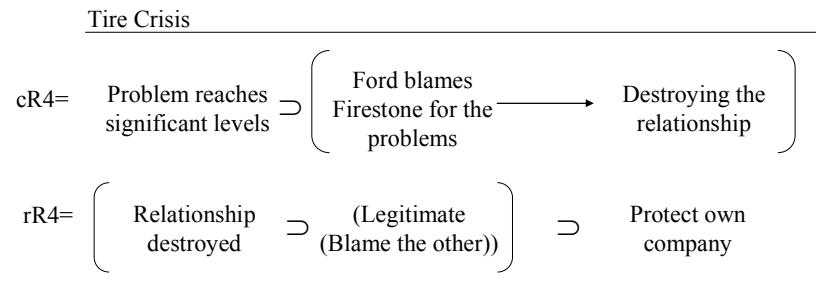 Tire Crisis
cR4= Problem reaches significant levels ⊃ Ford blames Firestone for the problems → Destroying the relationship
rR4= Relationship destroyed ⊃ (Legitimate (Blame the other)) ⊃ Protect own company